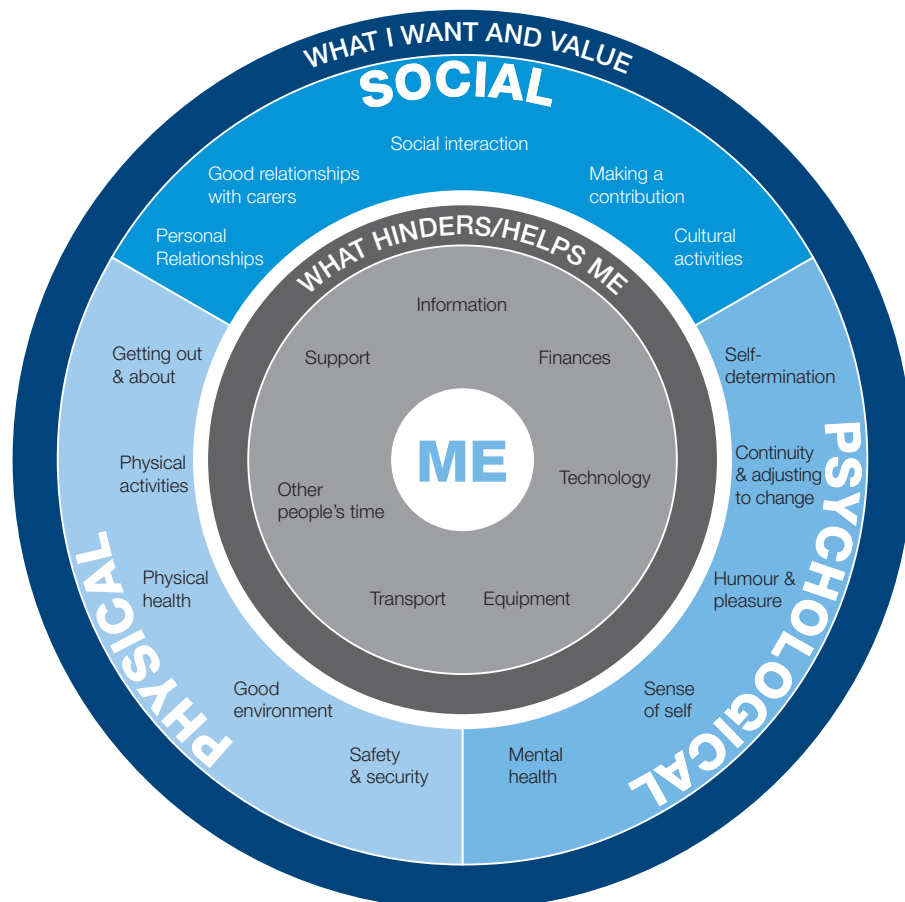 WHAT I WANT AND VALUE
SOCIAL
Social interaction
Good relationships
with carers
Making a
contribution
Personal
Relationships
Cultural
activities
WHAT HINDERS/HELPS ME
Information
Support
Finances
ME
Technology
Other
people's time
Transport
Equipment
Getting out
& about
Physical
activities
Physical
health
Good
environment
Safety
& security
PHYSICAL
Self-
determination
Continuity
& adjusting
to change
Humour &
pleasure
Sense
of self
Mental
health
PSYCHOLOGICAL